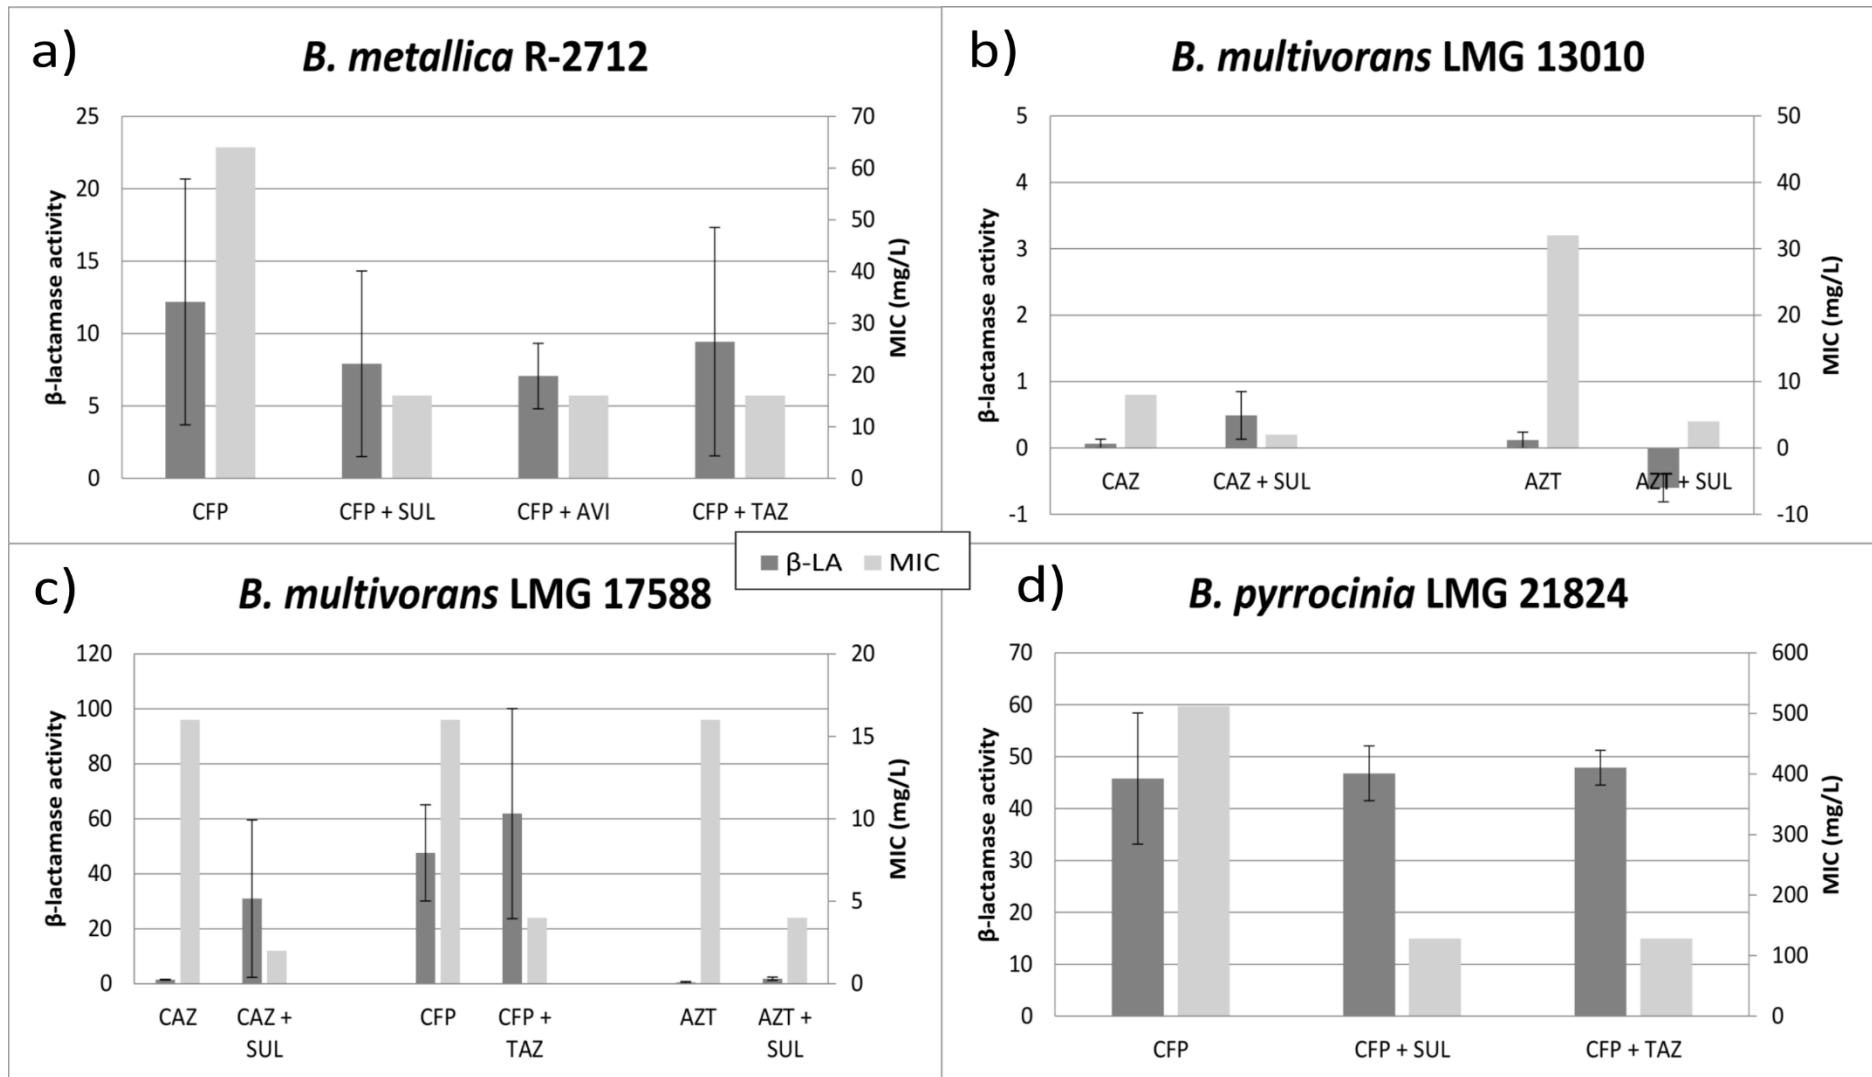 a)
B. metallica R-2712
25
20
15
10
5
0
β-lactamase activity
70
60
50
40
30
20
10
0
MIC (mg/L)
CFP
CFP + SUL
CFP + AVI
CFP + TAZ
b)
B. multivorans LMG 13010
5
4
3
2
1
0
-1
β-lactamase activity
50
40
30
20
10
0
-10
MIC (mg/L)
CAZ
CAZ + SUL
AZT
AZT + SUL
β-LA
MIC
c)
B. multivorans LMG 17588
120
100
80
60
40
20
0
β-lactamase activity
20
15
10
5
0
MIC (mg/L)
CAZ
CAZ +
SUL
CFP
CFP +
TAZ
AZT
AZT +
SUL
d)
B. pyrrocinia LMG 21824
70
60
50
40
30
20
10
0
β-lactamase activity
600
500
400
300
200
100
0
MIC (mg/L)
CFP
CFP + SUL
CFP + TAZ